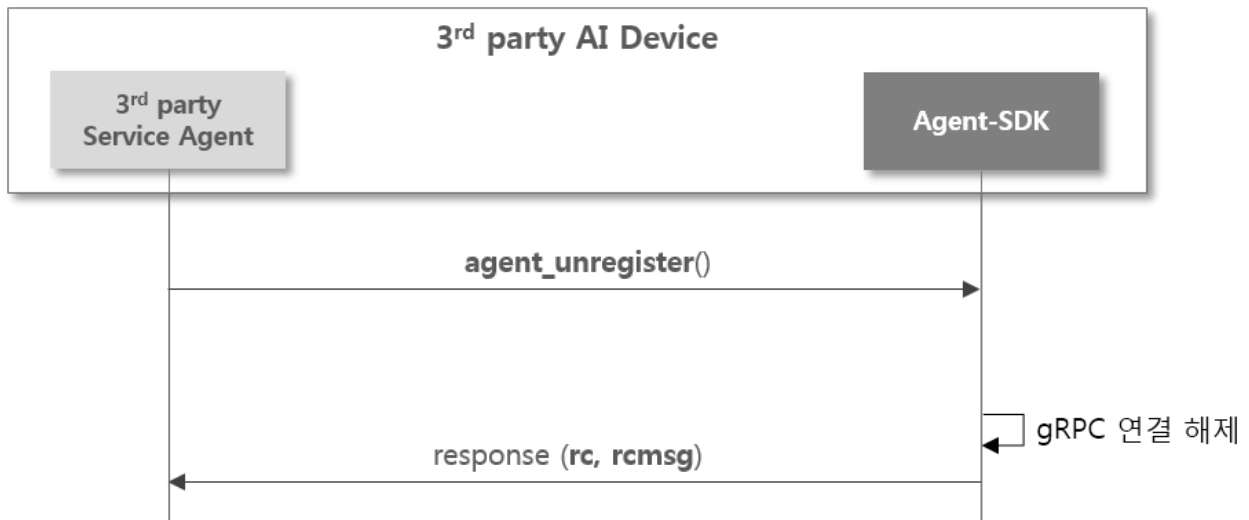 3rd party AI Device
3rd party
Service Agent
Agent-SDK
agent_unregister()
gRPC 연결 해제
response (rc, rcmsg)